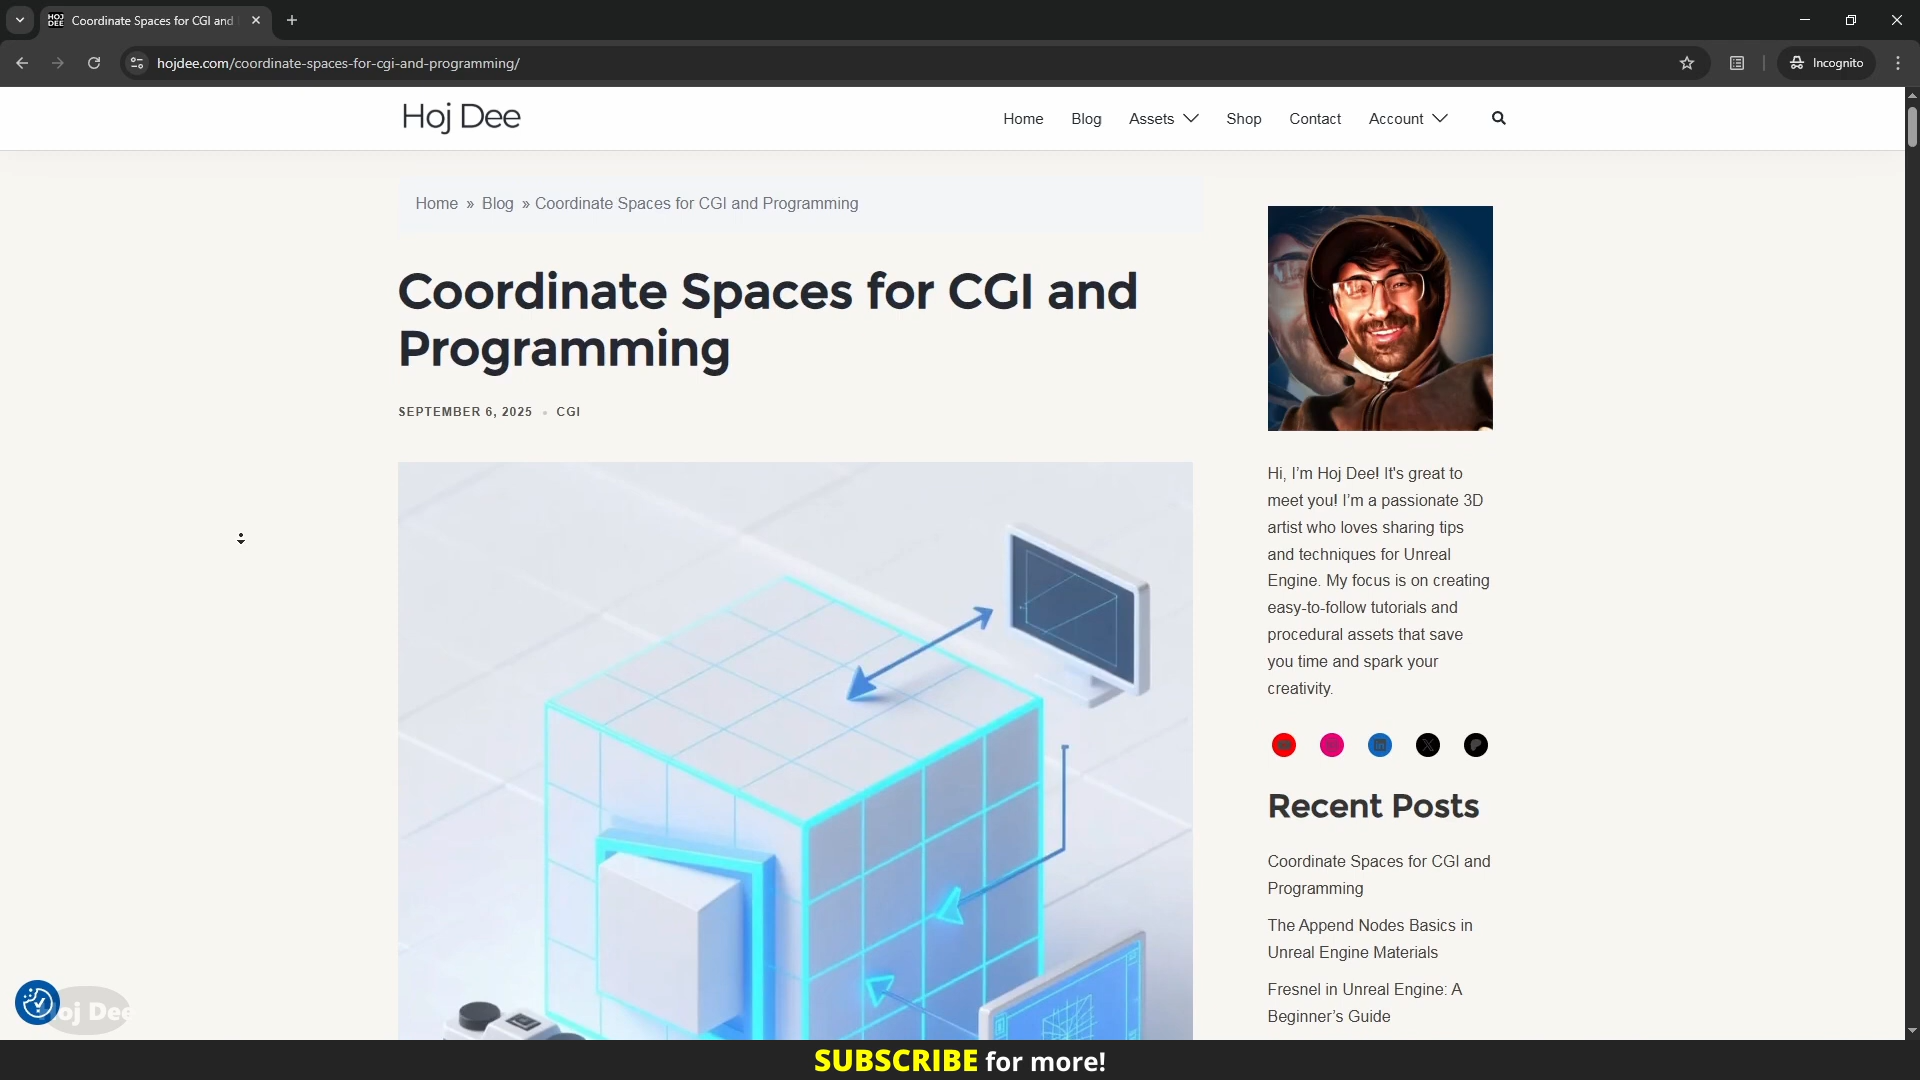 HOJ
DEE
Coordinate Spaces for CGI and
hojdee.com/coordinate-spaces-for-cgi-and-programming/
Incognito
Hoj Dee
Home
Blog
Assets
Shop
Contact
Account
Home » Blog » Coordinate Spaces for CGI and Programming
Coordinate Spaces for CGI and
Programming
SEPTEMBER 6, 2025 • CGI
Hi, I’m Hoj Dee! It's great to
meet you! I’m a passionate 3D
artist who loves sharing tips
and techniques for Unreal
Engine. My focus is on creating
easy-to-follow tutorials and
procedural assets that save
you time and spark your
creativity.
Recent Posts
Coordinate Spaces for CGI and
Programming
The Append Nodes Basics in
Unreal Engine Materials
Fresnel in Unreal Engine: A
Beginner’s Guide
oj Dee
SUBSCRIBE for more!